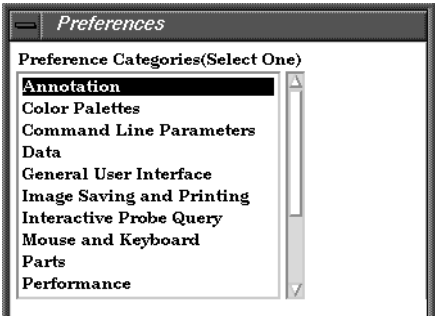 Preferences
Preference Categories(Select One)
Annotation
Color Palettes
Command Line Parameters
Data
General User Interface
Image Saving and Printing
Interactive Probe Query
Mouse and Keyboard
Parts
Performance